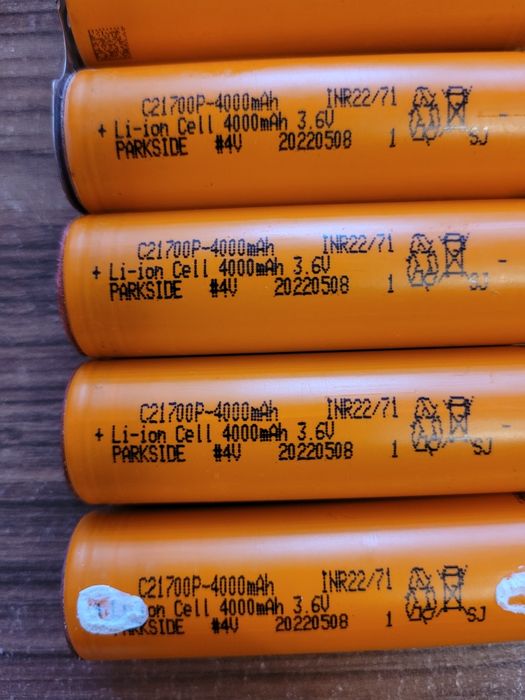 C21700P-4000mAh INR22/71
+ Li-ion Cell 4000mAh 3.6V
PARKSIDE #4V 20220508 1 SJ -
C21700P-4000mAh INR22/71
+ Li-ion Cell 4000mAh 3.6V
PARKSIDE #4V 20220508 1 SJ -
C21700P-4000mAh INR22/71
+ Li-ion Cell 4000mAh 3.6V
PARKSIDE #4V 20220508 1 SJ -
C21700P-4000mAh INR22/71
Cell 4000mAh 3.6V
#4V 20220508 1 SJ